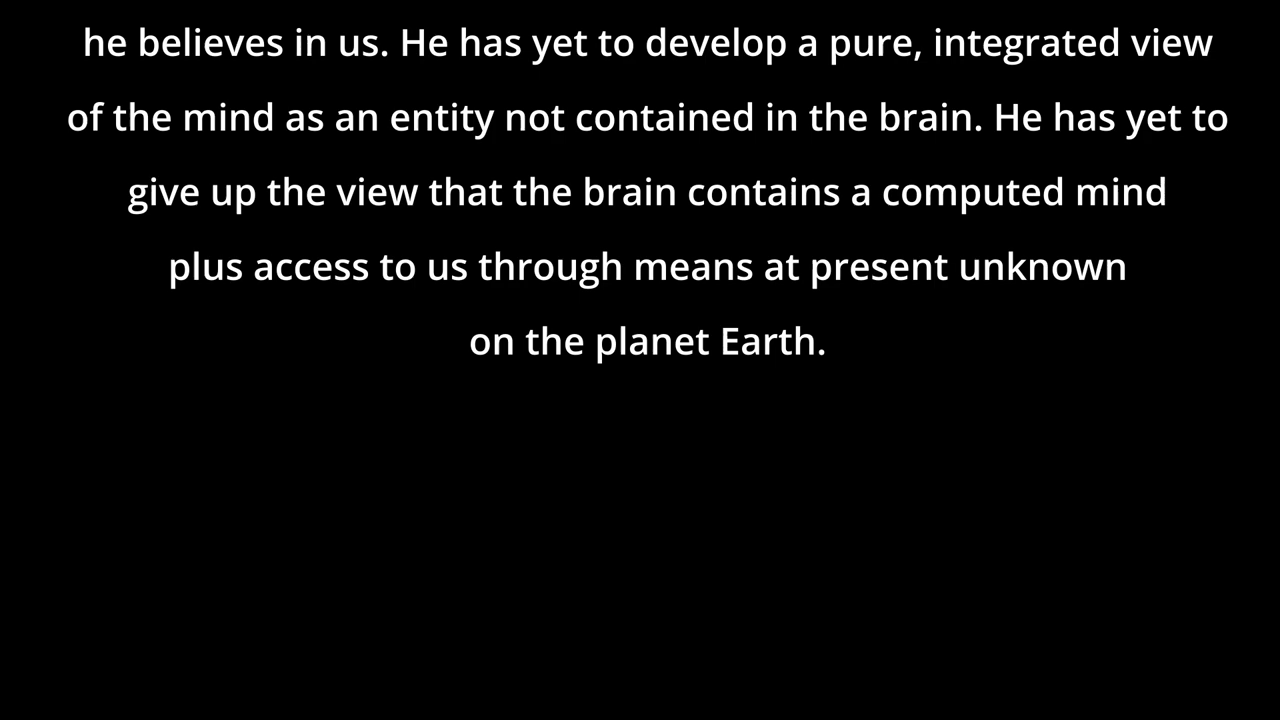 he believes in us. He has yet to develop a pure, integrated view
of the mind as an entity not contained in the brain. He has yet to
give up the view that the brain contains a computed mind
plus access to us through means at present unknown
on the planet Earth.